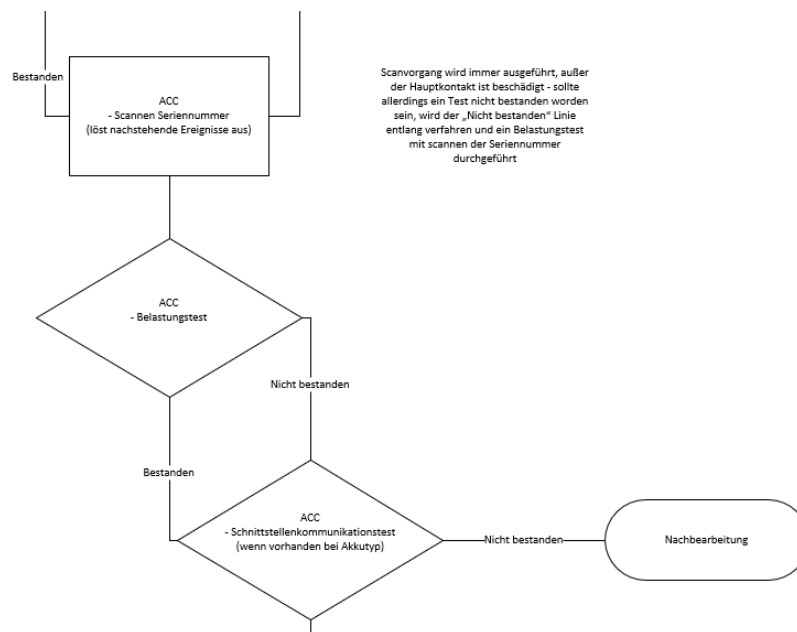 Bestanden
ACC
- Scannen Seriennummer
(löst nachstehende Ereignisse aus)
Scanvorgang wird immer ausgeführt, außer
der Hauptkontakt ist beschädigt - sollte
allerdings ein Test nicht bestanden worden
sein, wird der „Nicht bestanden“ Linie
entlang verfahren und ein Belastungstest
mit scannen der Seriennummer
durchgeführt
ACC
- Belastungstest
Nicht bestanden
Bestanden
ACC
- Schnittstellenkommunikationstest
(wenn vorhanden bei Akkutyp)
Nicht bestanden
Nachbearbeitung